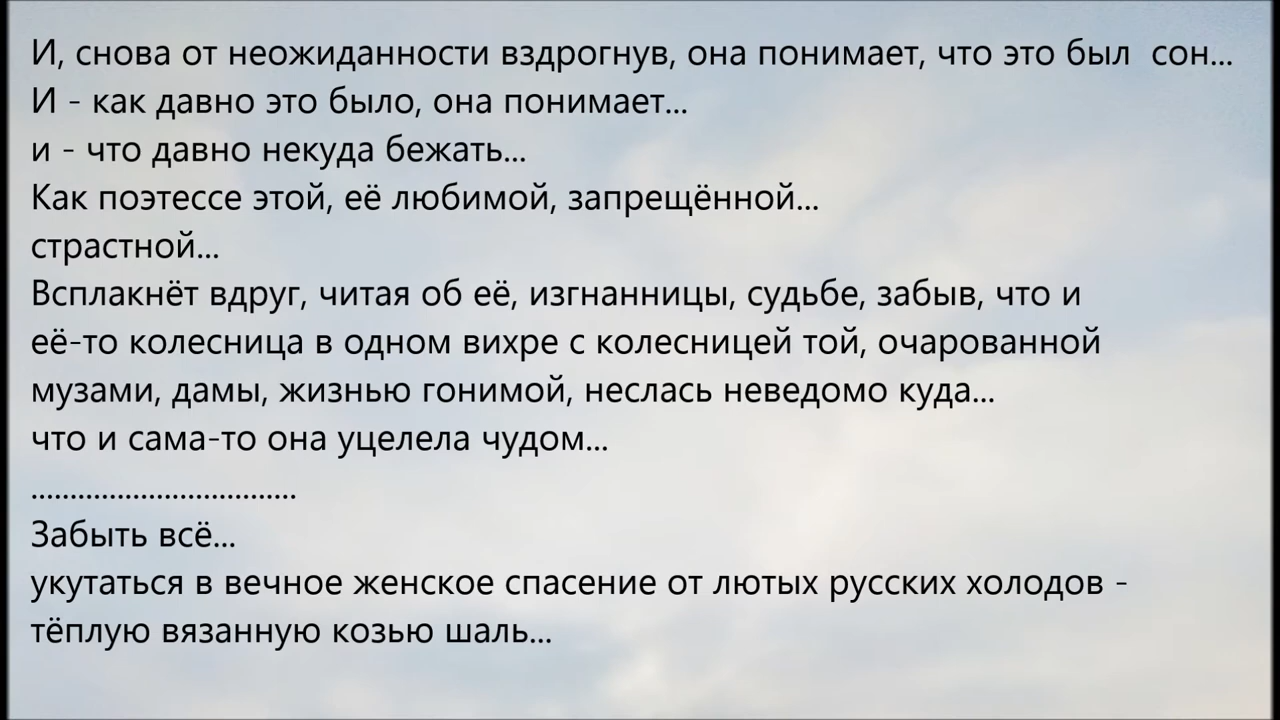 И, снова от неожиданности вздрогнув, она понимает, что это был  сон...
И - как давно это было, она понимает...
и - что давно некуда бежать...
Как поэтессе этой, её любимой, запрещённой...
страстной...
Всплакнёт вдруг, читая об её, изгнанницы, судьбе, забыв, что и
её-то колесница в одном вихре с колесницей той, очарованной
музами, дамы, жизнью гонимой, неслась неведомо куда...
что и сама-то она уцелела чудом...
..................................
Забыть всё...
укутаться в вечное женское спасение от лютых русских холодов -
тёплую вязанную козью шаль...